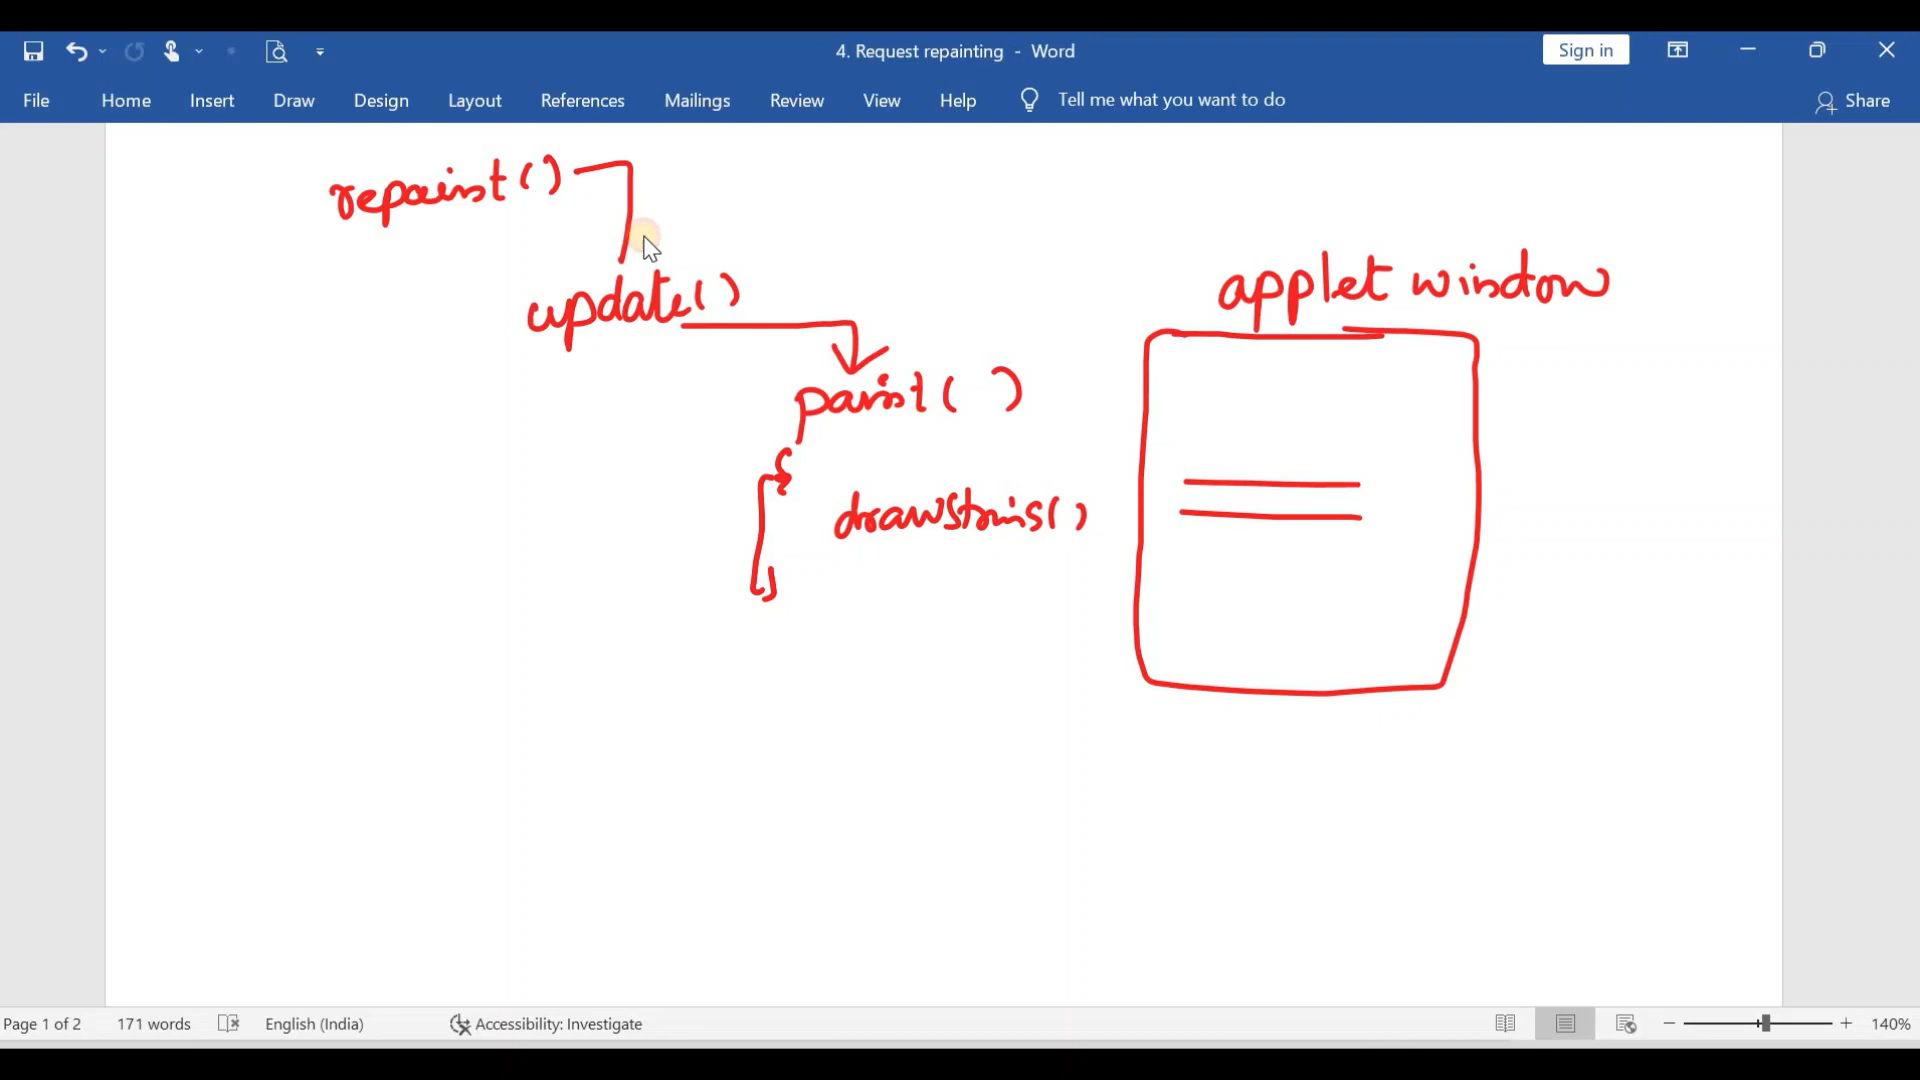 4. Request repainting - Word
Sign in
File Home Insert Draw Design Layout References Mailings Review View Help Tell me what you want to do Share
repaint()
update()
applet window
paint( )
{
drawString()
}
Page 1 of 2 171 words English (India) Accessibility: Investigate 140%